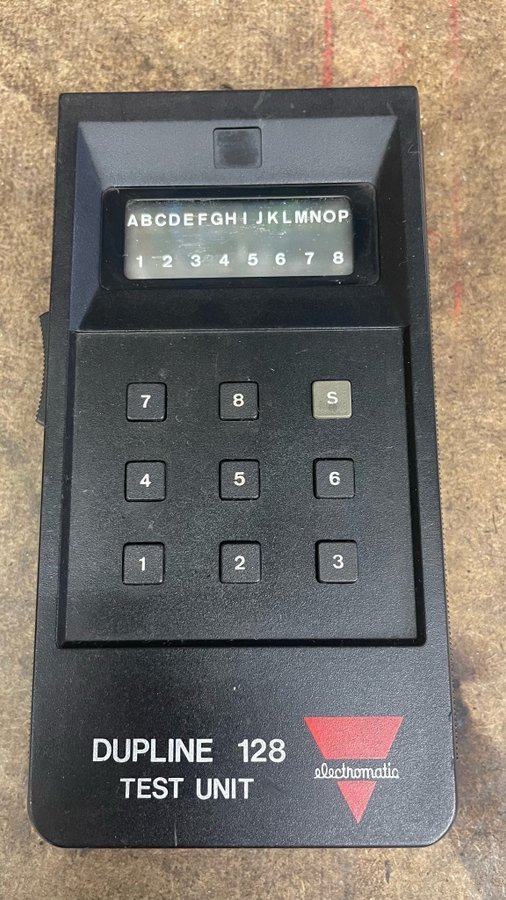 ABCDEFGHIJKLMNOP
1 2 3 4 5 6 7 8
7 8 S
4 5 6
1 2 3
DUPLINE 128
TEST UNIT
electromatic